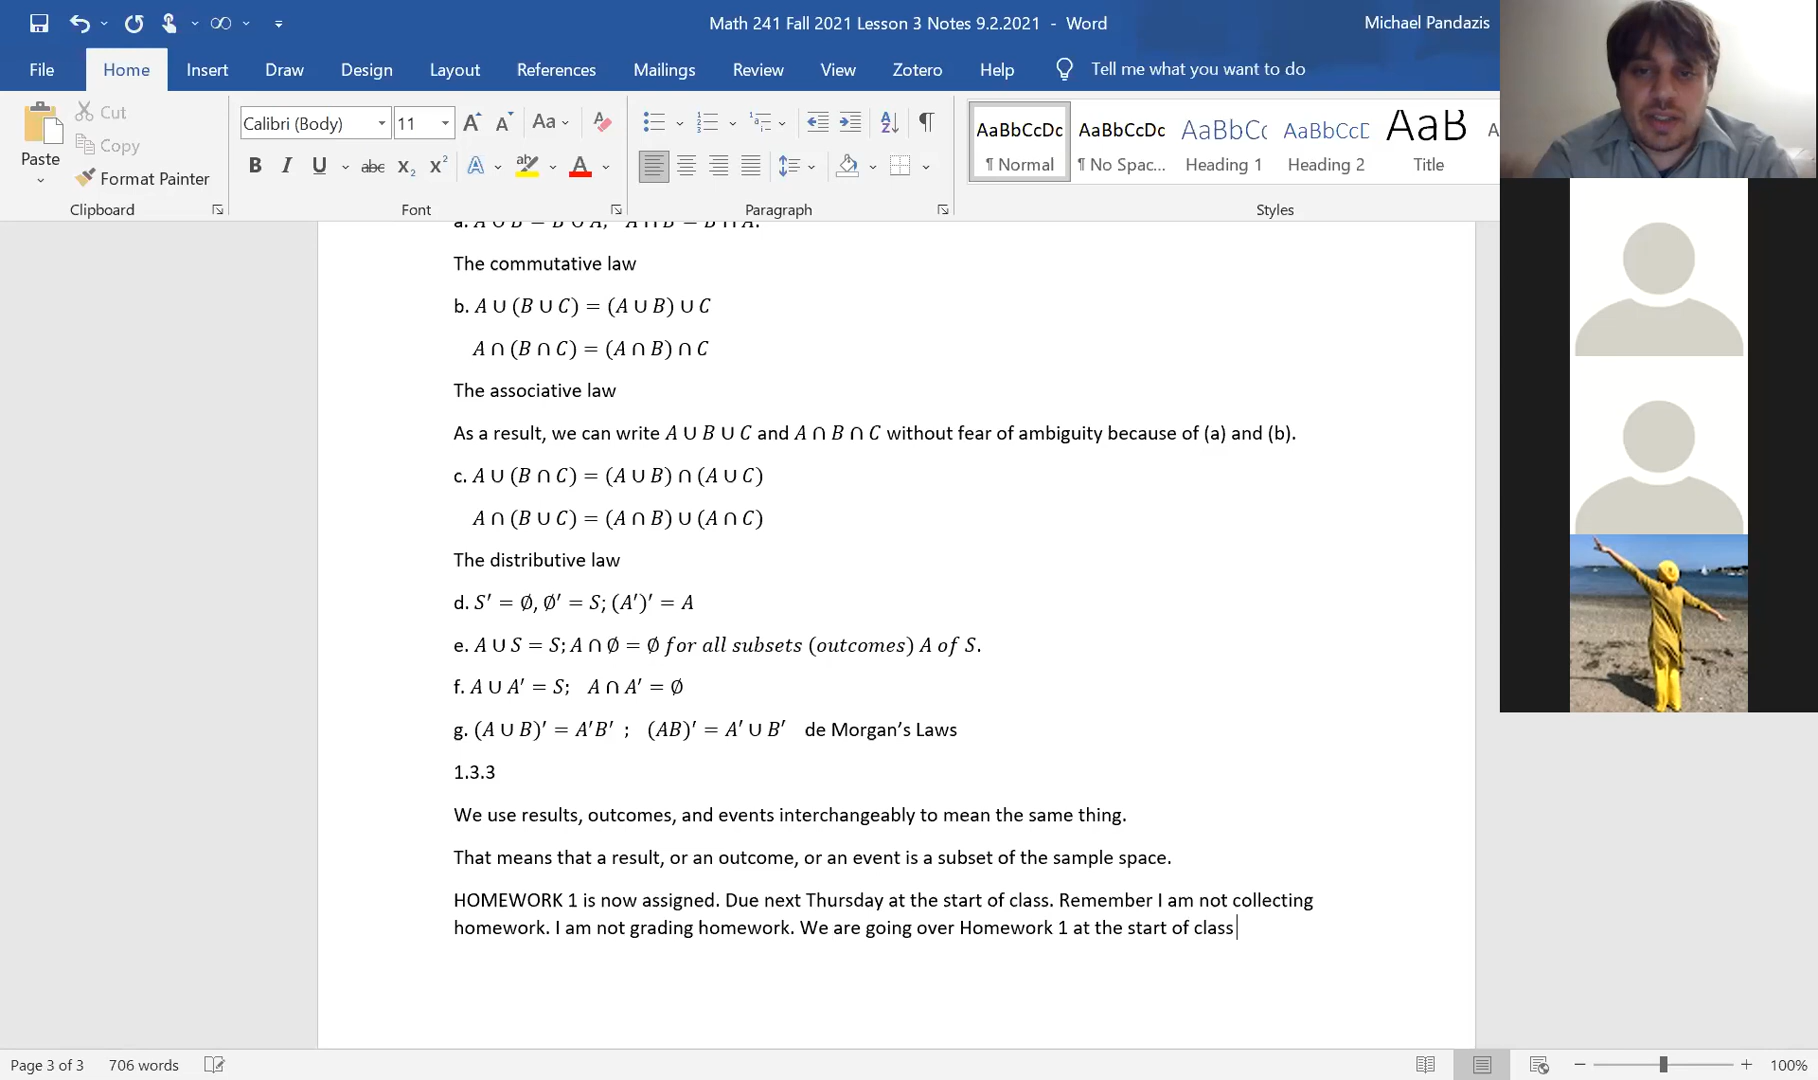 Math 241 Fall 2021 Lesson 3 Notes 9.2.2021 - Word
Michael Pandazis
File Home Insert Draw Design Layout References Mailings Review View Zotero Help Tell me what you want to do
Paste
Cut
Copy
Format Painter
Clipboard
Calibri (Body) 11
Font
Paragraph
AaBbCcDc AaBbCcDc AaBbCc AaBbCcD AaB
¶ Normal ¶ No Spac... Heading 1 Heading 2 Title
Styles
a. A ∪ B = B ∪ A; A ∩ B = B ∩ A.
The commutative law
b. A ∪ (B ∪ C) = (A ∪ B) ∪ C
A ∩ (B ∩ C) = (A ∩ B) ∩ C
The associative law
As a result, we can write A ∪ B ∪ C and A ∩ B ∩ C without fear of ambiguity because of (a) and (b).
c. A ∪ (B ∩ C) = (A ∪ B) ∩ (A ∪ C)
A ∩ (B ∪ C) = (A ∩ B) ∪ (A ∩ C)
The distributive law
d. S′ = ∅, ∅′ = S; (A′)′ = A
e. A ∪ S = S; A ∩ ∅ = ∅ for all subsets (outcomes) A of S.
f. A ∪ A′ = S; A ∩ A′ = ∅
g. (A ∪ B)′ = A′B′ ; (AB)′ = A′ ∪ B′ de Morgan’s Laws
1.3.3
We use results, outcomes, and events interchangeably to mean the same thing.
That means that a result, or an outcome, or an event is a subset of the sample space.
HOMEWORK 1 is now assigned. Due next Thursday at the start of class. Remember I am not collecting
homework. I am not grading homework. We are going over Homework 1 at the start of class
Page 3 of 3 706 words 100%